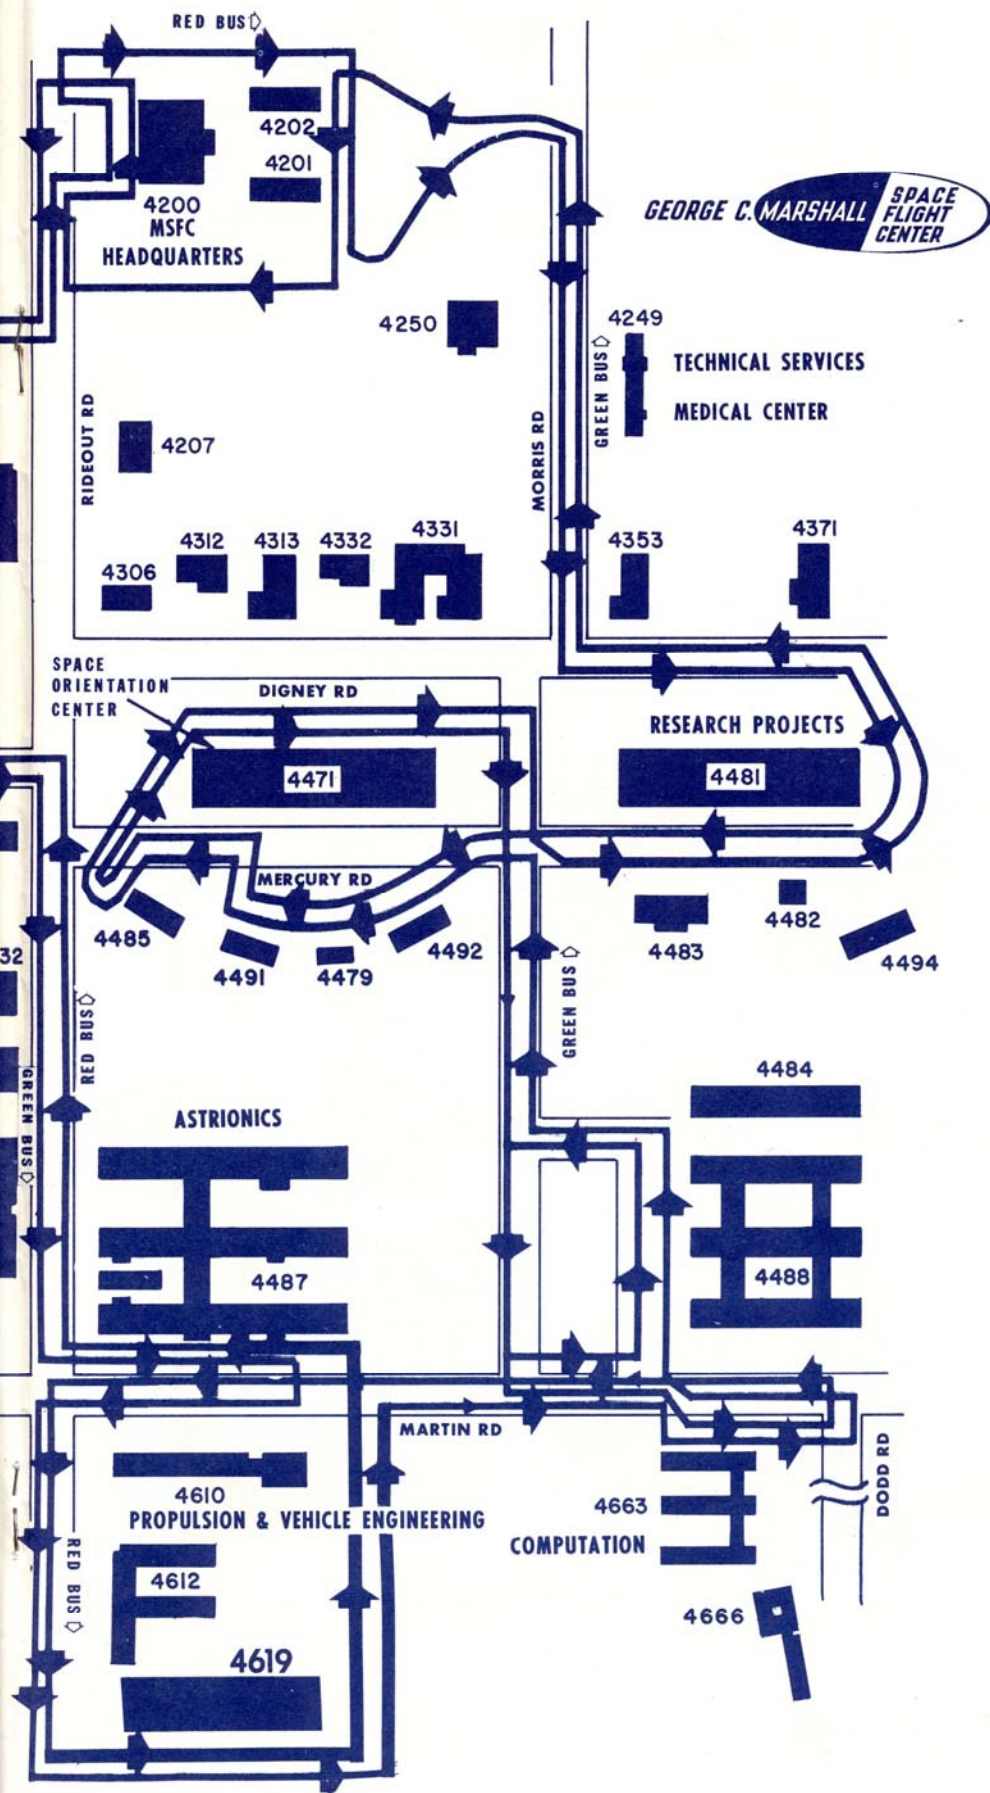 RED BUS
4202
4201
4200
MSFC
HEADQUARTERS
GEORGE C. MARSHALL SPACE FLIGHT CENTER
4250
4249
GREEN BUS
TECHNICAL SERVICES
MEDICAL CENTER
RIDEOUT RD
MORRIS RD
4207
4306
4312
4313
4332
4331
4353
4371
SPACE
ORIENTATION
CENTER
DIGNEY RD
RESEARCH PROJECTS
4471
4481
MERCURY RD
4485
4491
4479
4492
4483
4482
4494
32
RED BUS
GREEN BUS
GREEN BUS
4484
ASTRIONICS
4487
4488
MARTIN RD
DODD RD
4610
PROPULSION & VEHICLE ENGINEERING
4663
COMPUTATION
RED BUS
4612
4666
4619